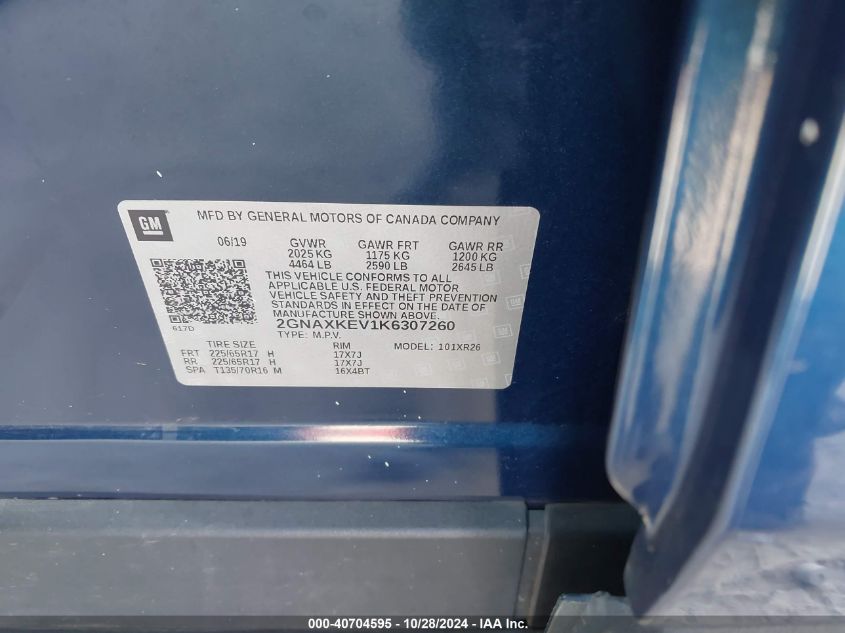 GM
MFD BY GENERAL MOTORS OF CANADA COMPANY
06/19 GVWR GAWR FRT GAWR RR
2025 KG 1175 KG 1200 KG
4464 LB 2590 LB 2645 LB
THIS VEHICLE CONFORMS TO ALL
APPLICABLE U.S. FEDERAL MOTOR
VEHICLE SAFETY AND THEFT PREVENTION
STANDARDS IN EFFECT ON THE DATE OF
MANUFACTURE SHOWN ABOVE.
617D
2GNAXKEV1K6307260
TYPE: M.P.V. MODEL: 101XR26
TIRE SIZE RIM
FRT 225/65R17 H 17X7J
RR 225/65R17 H 17X7J
SPA T135/70R16 M 16X4BT
000-40704595 - 10/28/2024 - IAA Inc.